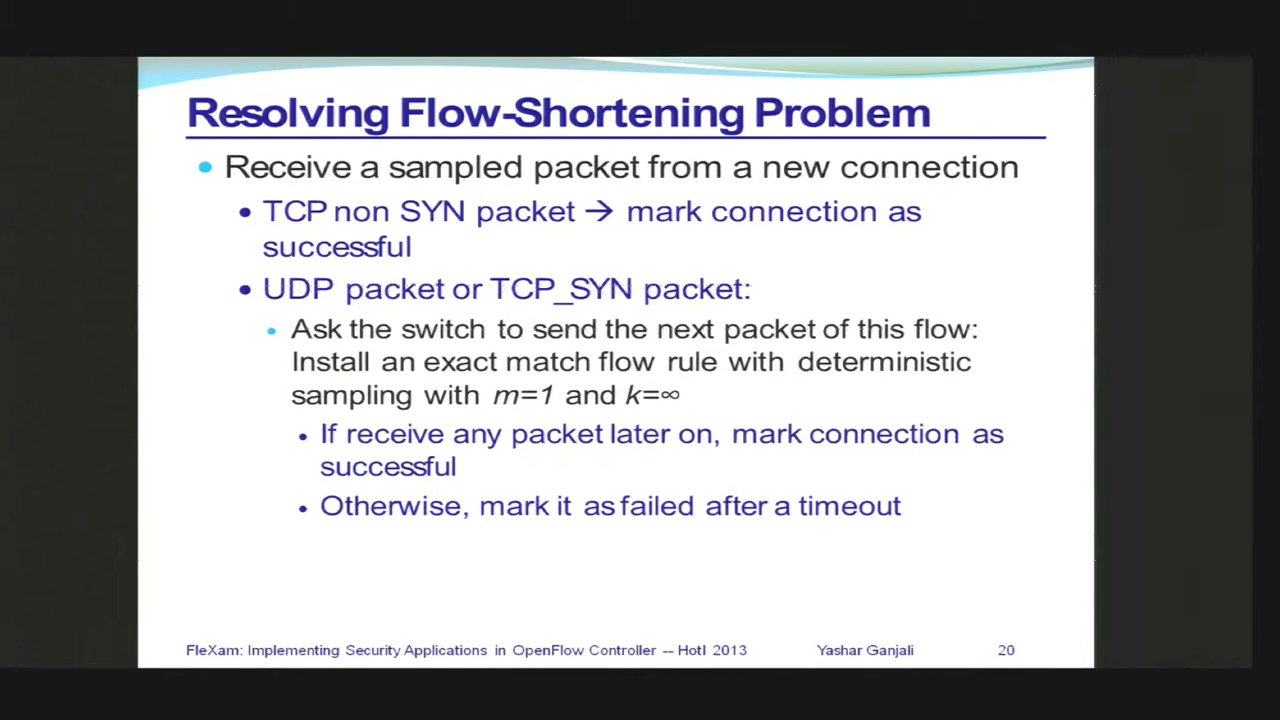 Resolving Flow-Shortening Problem
Receive a sampled packet from a new connection
TCP non SYN packet → mark connection as
successful
UDP packet or TCP_SYN packet:
Ask the switch to send the next packet of this flow:
Install an exact match flow rule with deterministic
sampling with m=1 and k=∞
If receive any packet later on, mark connection as
successful
Otherwise, mark it as failed after a timeout
FleXam: Implementing Security Applications in OpenFlow Controller -- HotI 2013 Yashar Ganjali 20